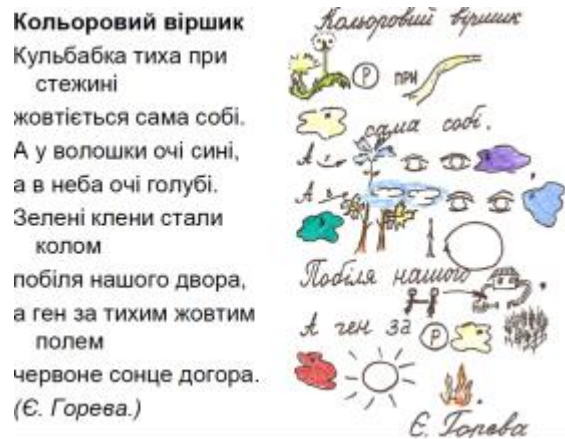 Кольоровий віршик
Кульбабка тиха при
стежині
жовтіється сама собі.
А у волошки очі сині,
а в неба очі голубі.
Зелені клени стали
колом
побіля нашого двора,
а ген за тихим жовтим
полем
червоне сонце догора.
(Є. Горева.)
Кольоровий віршик
Р при
сама собі.
А у
А в
Побіля нашого
А ген за Р
Є. Горева